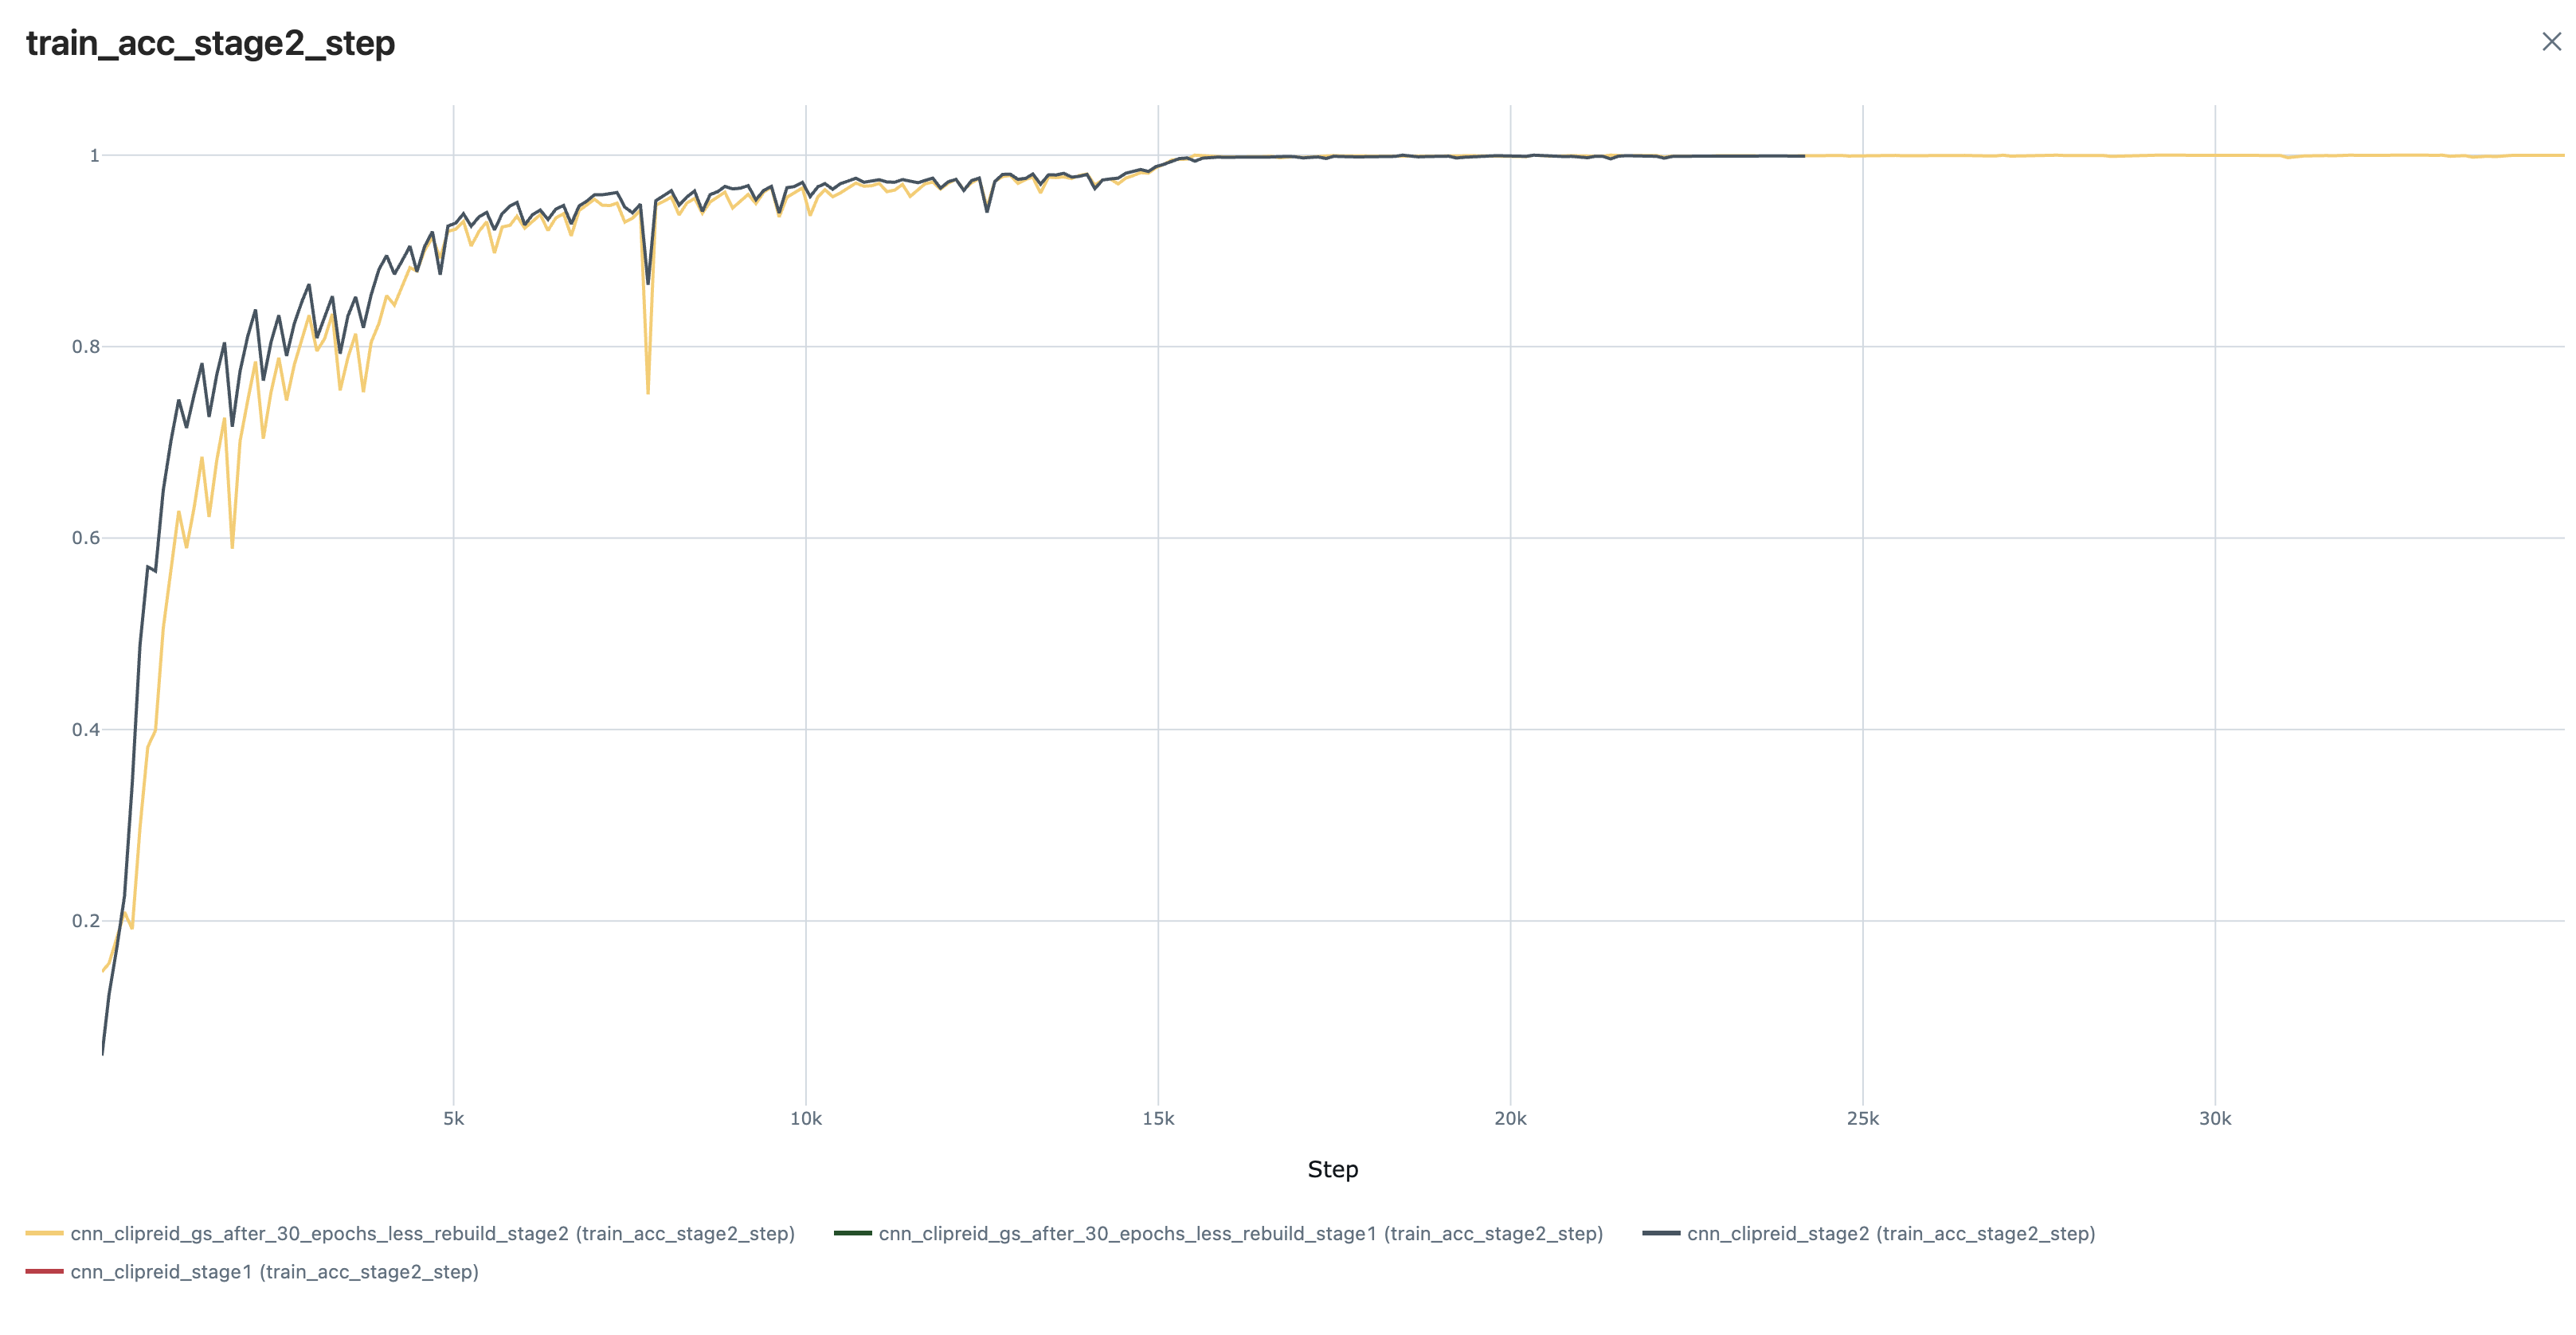 train_acc_stage2_step
1
0.8
0.6
0.4
0.2
5k 10k 15k 20k 25k 30k
Step
cnn_clipreid_gs_after_30_epochs_less_rebuild_stage2 (train_acc_stage2_step) cnn_clipreid_gs_after_30_epochs_less_rebuild_stage1 (train_acc_stage2_step) cnn_clipreid_stage2 (train_acc_stage2_step)
cnn_clipreid_stage1 (train_acc_stage2_step)